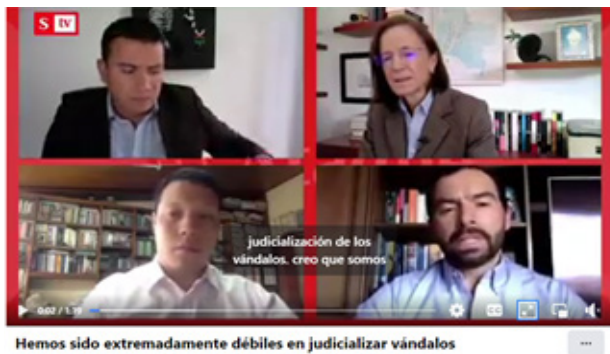 S tv
judicialización de los
vándalos. creo que somos
0:02 / 1:39
CC
Hemos sido extremadamente débiles en judicializar vándalos